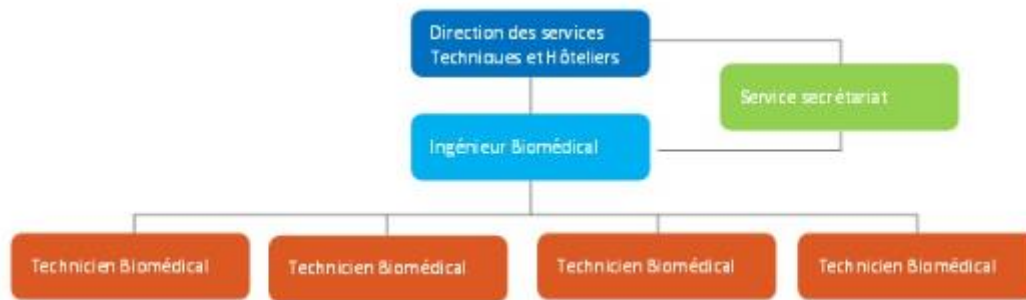 Direction des services
Techniques et Hôteliers
Service secrétariat
Ingénieur Biomédical
Technicien Biomédical
Technicien Biomédical
Technicien Biomédical
Technicien Biomédical